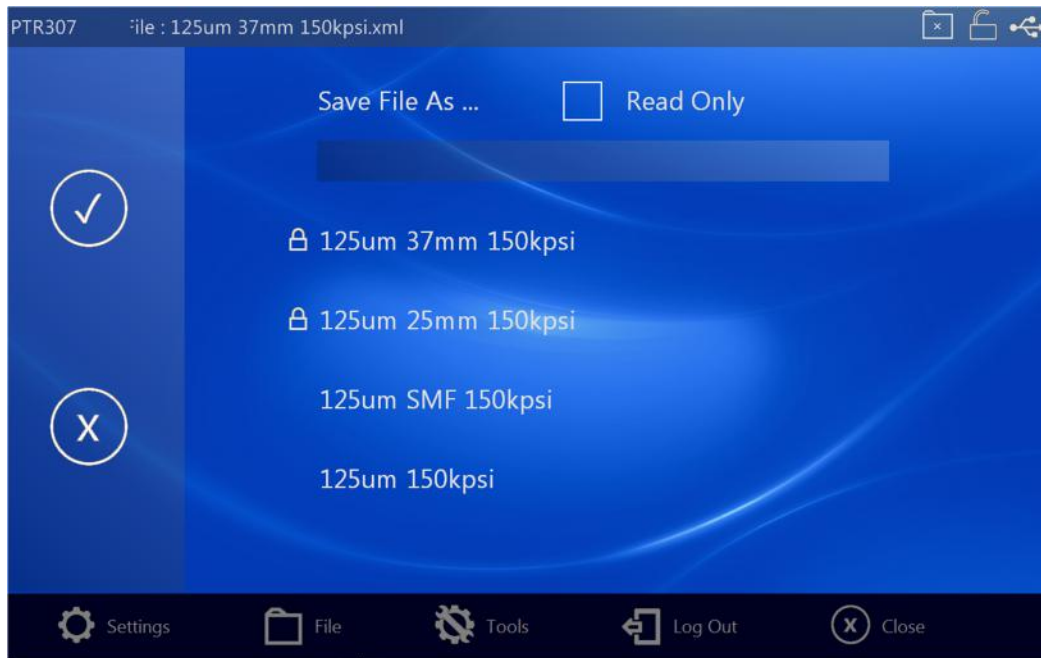 PTR307 File : 125um 37mm 150kpsi.xml
Save File As ... Read Only
125um 37mm 150kpsi
125um 25mm 150kpsi
125um SMF 150kpsi
125um 150kpsi
X
Settings File Tools Log Out X Close